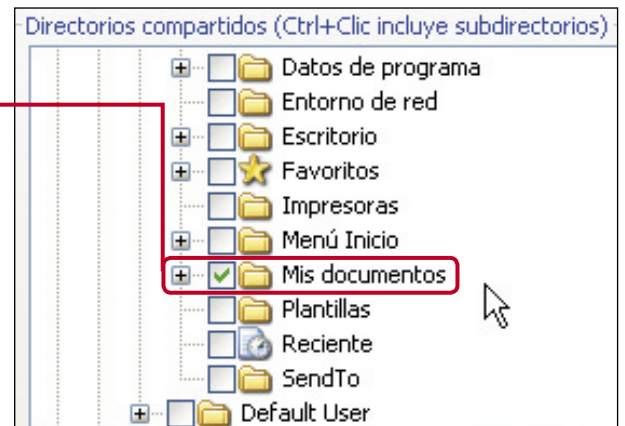 Directorios compartidos (Ctrl+Clic incluye subdirectorios)
Datos de programa
Entorno de red
Escritorio
Favoritos
Impresoras
Menú Inicio
Mis documentos
Plantillas
Reciente
SendTo
Default User